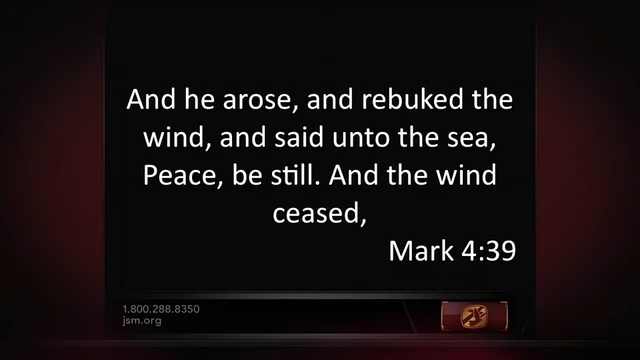 And he arose, and rebuked the
wind, and said unto the sea,
Peace, be still. And the wind
ceased,
Mark 4:39
1.800.288.8350
jsm.org